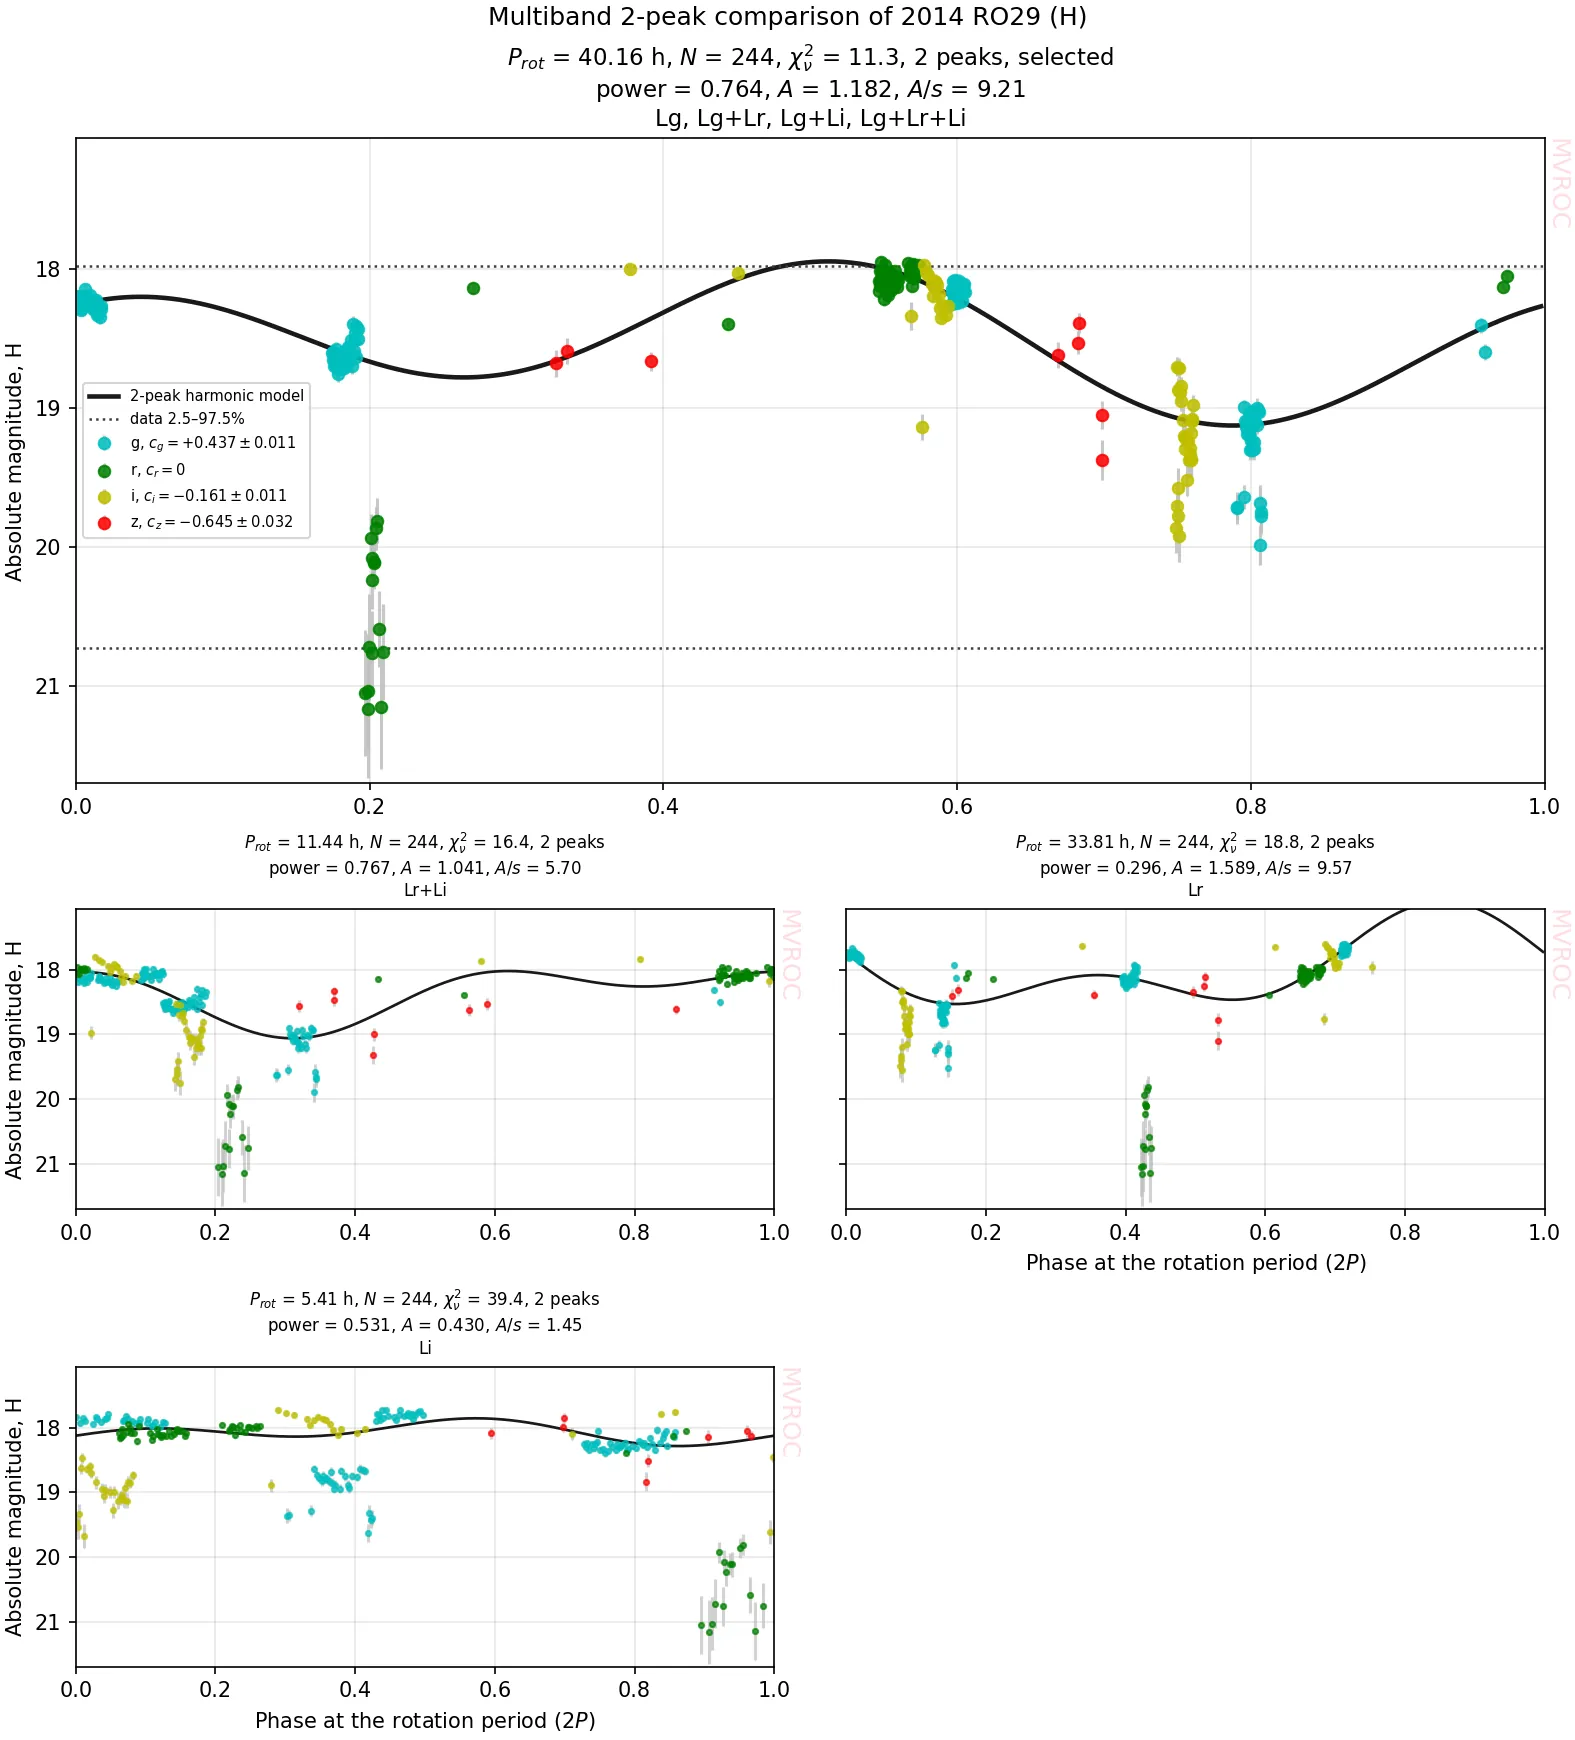 Multiband 2-peak comparison of 2014 RO29 (H)
P_rot = 40.16 h, N = 244, χ²_ν = 11.3, 2 peaks, selected
power = 0.764, A = 1.182, A/s = 9.21
Lg, Lg+Lr, Lg+Li, Lg+Lr+Li
MVROC
Absolute magnitude, H
18
19
20
21
2-peak harmonic model
data 2.5–97.5%
g, c_g = +0.437 ± 0.011
r, c_r = 0
i, c_i = −0.161 ± 0.011
z, c_z = −0.645 ± 0.032
0.0 0.2 0.4 0.6 0.8 1.0
P_rot = 11.44 h, N = 244, χ²_ν = 16.4, 2 peaks
power = 0.767, A = 1.041, A/s = 5.70
Lr+Li
MVROC
Absolute magnitude, H
18
19
20
21
0.0 0.2 0.4 0.6 0.8 1.0
P_rot = 33.81 h, N = 244, χ²_ν = 18.8, 2 peaks
power = 0.296, A = 1.589, A/s = 9.57
Lr
MVROC
0.0 0.2 0.4 0.6 0.8 1.0
Phase at the rotation period (2P)
P_rot = 5.41 h, N = 244, χ²_ν = 39.4, 2 peaks
power = 0.531, A = 0.430, A/s = 1.45
Li
MVROC
Absolute magnitude, H
18
19
20
21
0.0 0.2 0.4 0.6 0.8 1.0
Phase at the rotation period (2P)